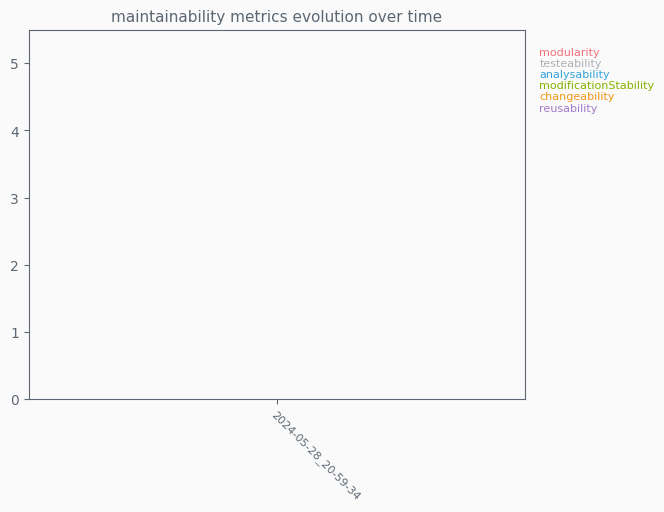 maintainability metrics evolution over time
5
4
3
2
1
0
2024-05-28_20-59-34
modularity
testeability
analysability
modificationStability
changeability
reusability